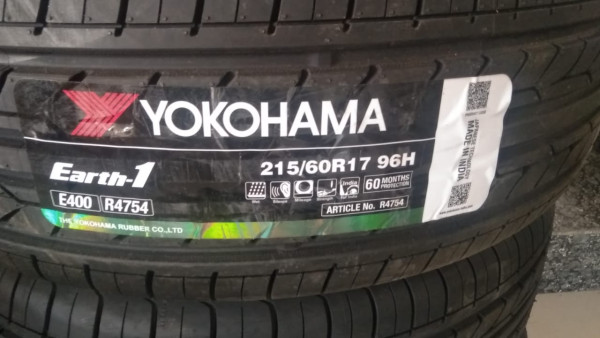 YOKOHAMA
Earth-1
215/60R17 96H
E400 R4754
60 MONTHS
PROTECTION
ARTICLE No. R4754
THE YOKOHAMA RUBBER CO.,LTD
MADE IN INDIA